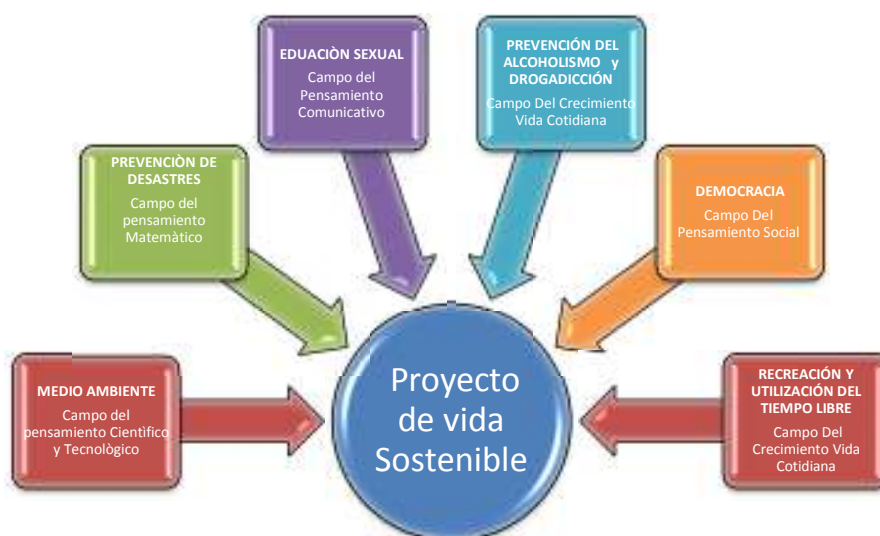 EDUACIÒN SEXUAL
Campo del
Pensamiento
Comunicativo
PREVENCIÓN DEL
ALCOHOLISMO y
DROGADICCIÓN
Campo Del Crecimiento
Vida Cotidiana
PREVENCIÒN DE
DESASTRES
Campo del
pensamiento
Matemàtico
DEMOCRACIA
Campo Del
Pensamiento Social
MEDIO AMBIENTE
Campo del
pensamiento Cientìfico
y Tecnològico
Proyecto
de vida
Sostenible
RECREACIÓN Y
UTILIZACIÓN DEL
TIEMPO LIBRE
Campo Del
Crecimiento Vida
Cotidiana